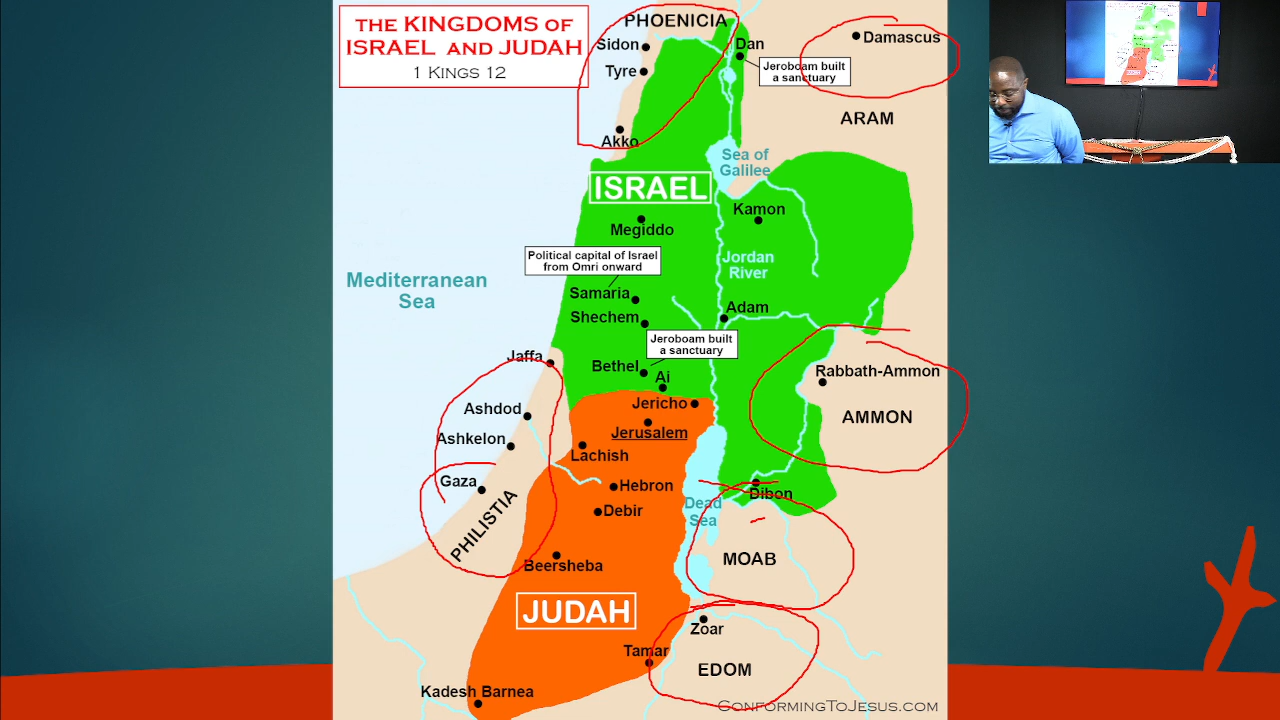 THE KINGDOMS OF
ISRAEL AND JUDAH
1 KINGS 12
PHOENICIA
Sidon
Dan
Damascus
Tyre
Jeroboam built
a sanctuary
ARAM
Akko
Sea of
Galilee
ISRAEL
Kamon
Megiddo
Political capital of Israel
from Omri onward
Jordan
River
Mediterranean
Sea
Samaria
Adam
Shechem
Jeroboam built
a sanctuary
Jaffa
Bethel
Ai
Rabbath-Ammon
Jericho
AMMON
Ashdod
Jerusalem
Ashkelon
Lachish
Gaza
Hebron
Dibon
PHILISTIA
Debir
Dead
Sea
MOAB
Beersheba
JUDAH
Zoar
Tamar
EDOM
Kadesh Barnea
CONFORMINGTOJESUS.COM